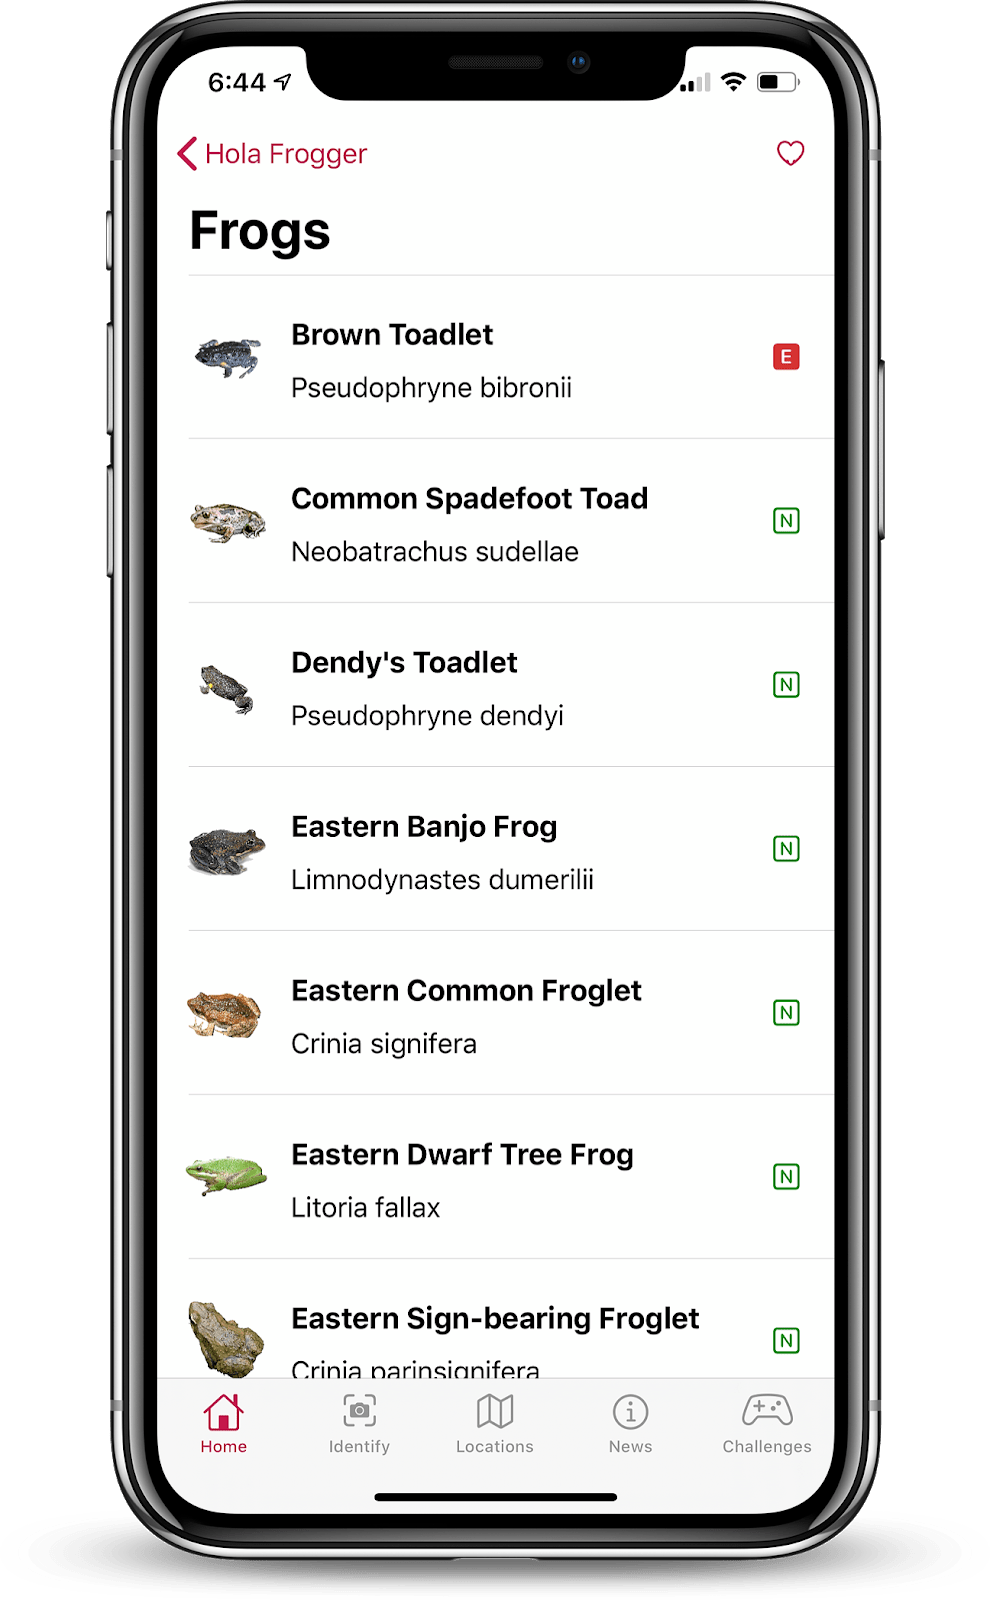 6:44
Hola Frogger
Frogs
Brown Toadlet
Pseudophryne bibronii
E
Common Spadefoot Toad
Neobatrachus sudellae
N
Dendy's Toadlet
Pseudophryne dendyi
N
Eastern Banjo Frog
Limnodynastes dumerilii
N
Eastern Common Froglet
Crinia signifera
N
Eastern Dwarf Tree Frog
Litoria fallax
N
Eastern Sign-bearing Froglet
Crinia parinsignifera
N
Home
Identify
Locations
News
Challenges